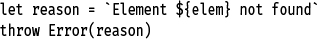 let reason = `Element ${elem} not found`
throw Error(reason)